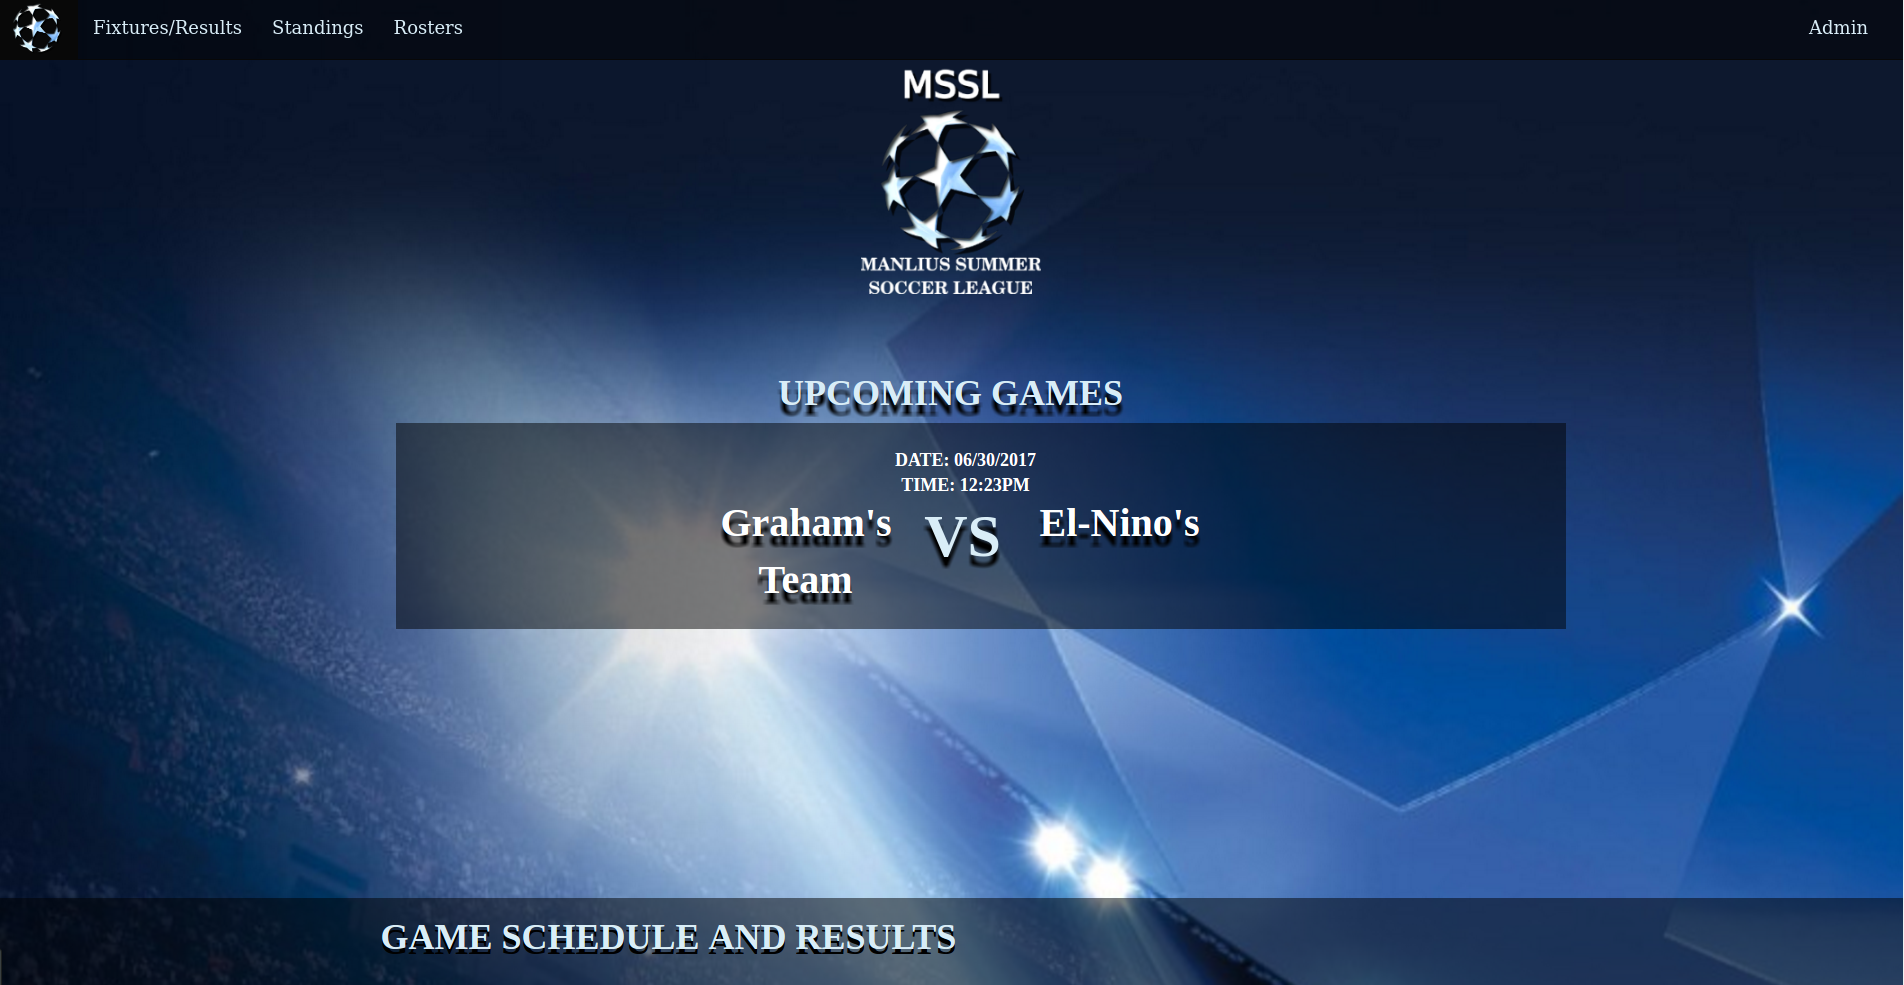 Fixtures/Results Standings Rosters Admin
MSSL
MANLIUS SUMMER
SOCCER LEAGUE
UPCOMING GAMES
DATE: 06/30/2017
TIME: 12:23PM
Graham's VS El-Nino's
Team
GAME SCHEDULE AND RESULTS